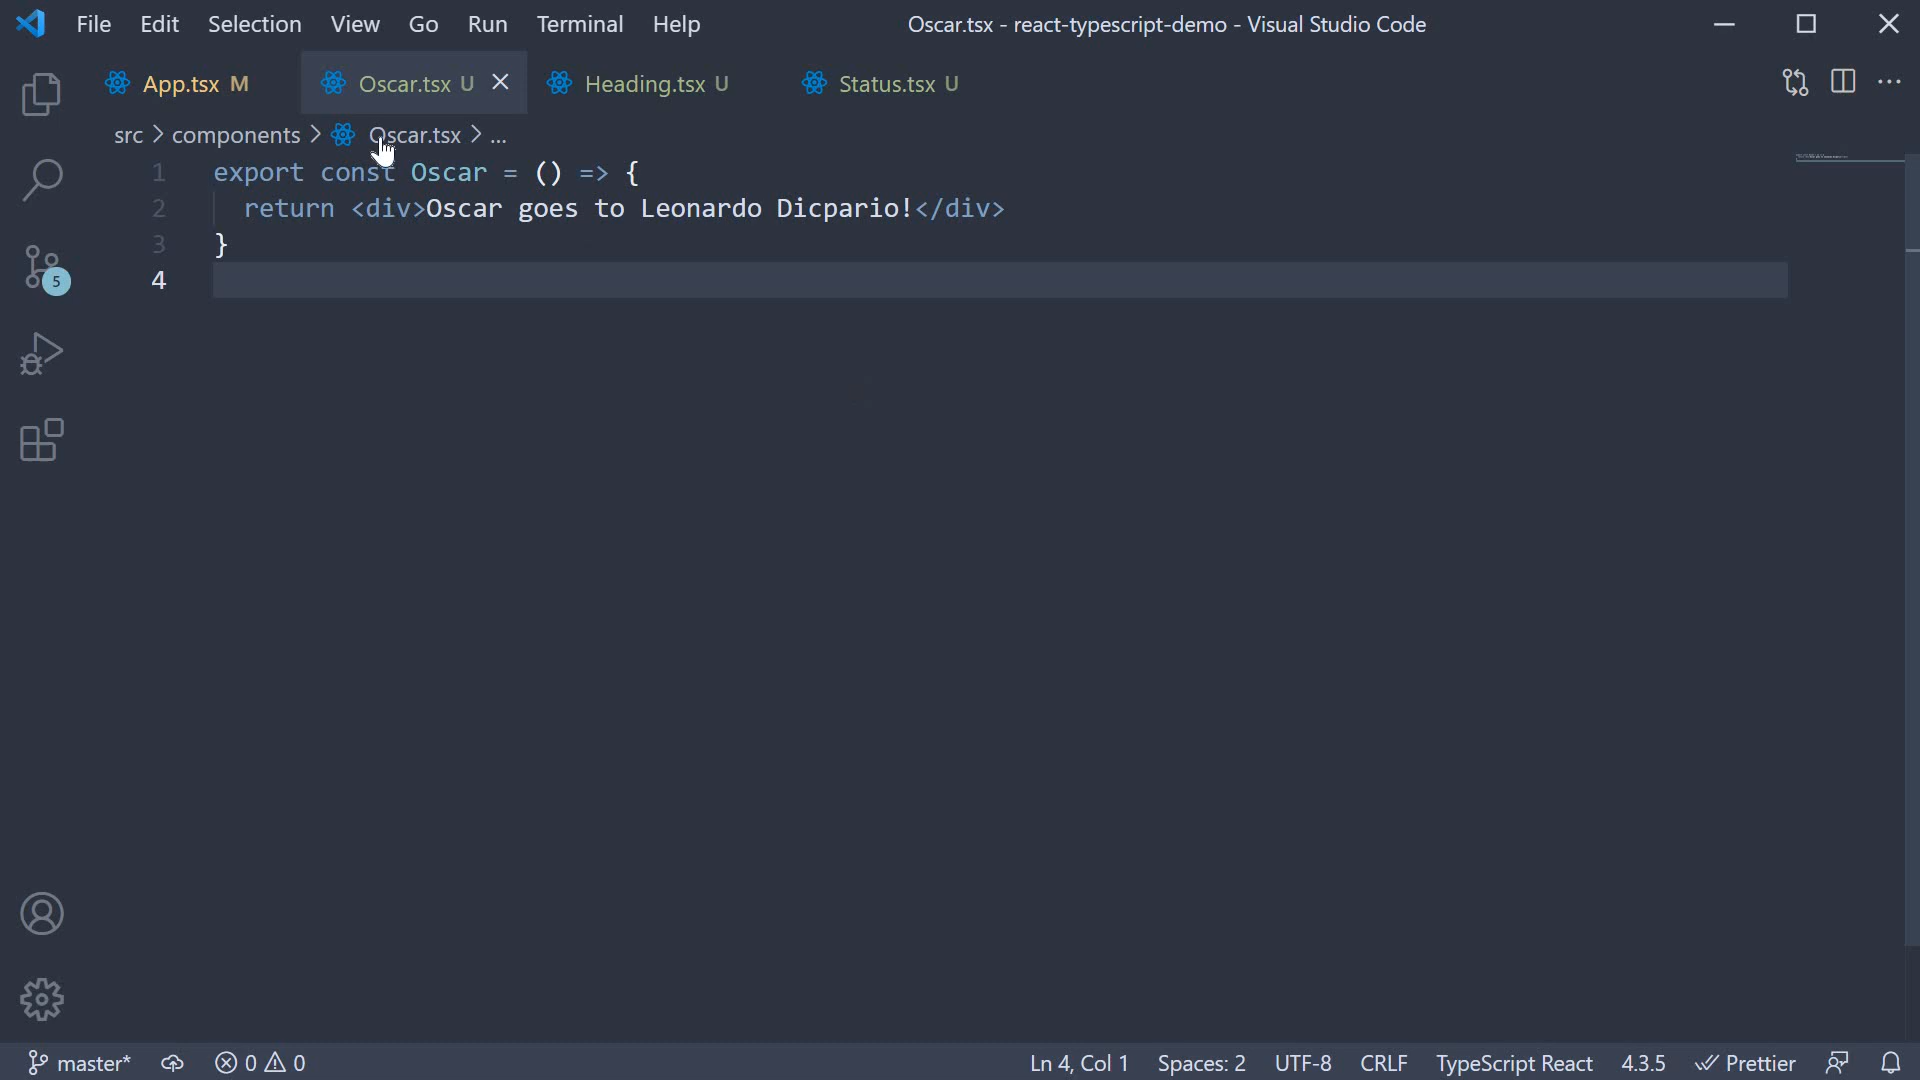 File Edit Selection View Go Run Terminal Help Oscar.tsx - react-typescript-demo - Visual Studio Code
App.tsx M Oscar.tsx U Heading.tsx U Status.tsx U
src > components > Oscar.tsx > ...
1 export const Oscar = () => {
2 return <div>Oscar goes to Leonardo Dicpario!</div>
3 }
4
5
master* 0 0 Ln 4, Col 1 Spaces: 2 UTF-8 CRLF TypeScript React 4.3.5 Prettier